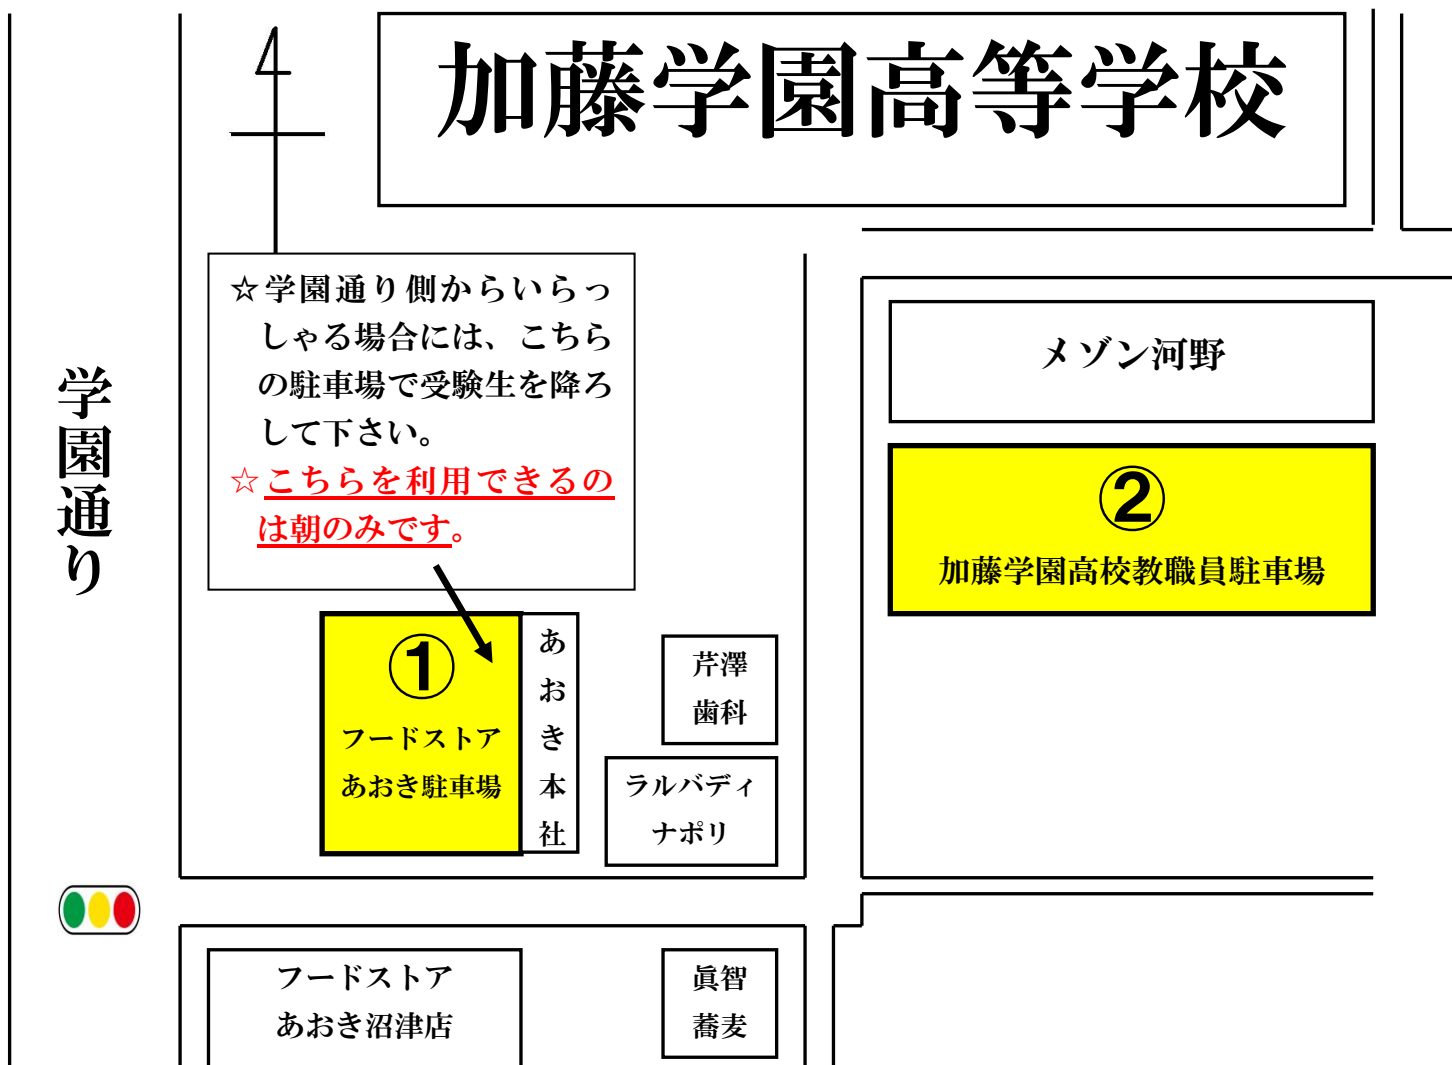 加藤学園高等学校
☆学園通り側からいらっ
しゃる場合には、こちら
の駐車場で受験生を降ろ
して下さい。
☆こちらを利用できるの
は朝のみです。
学園通り
メゾン河野
②
加藤学園高校教職員駐車場
①
フードストア
あおき駐車場
あおき本社
芹澤
歯科
ラルバディ
ナポリ
フードストア
あおき沼津店
眞智
蕎麦